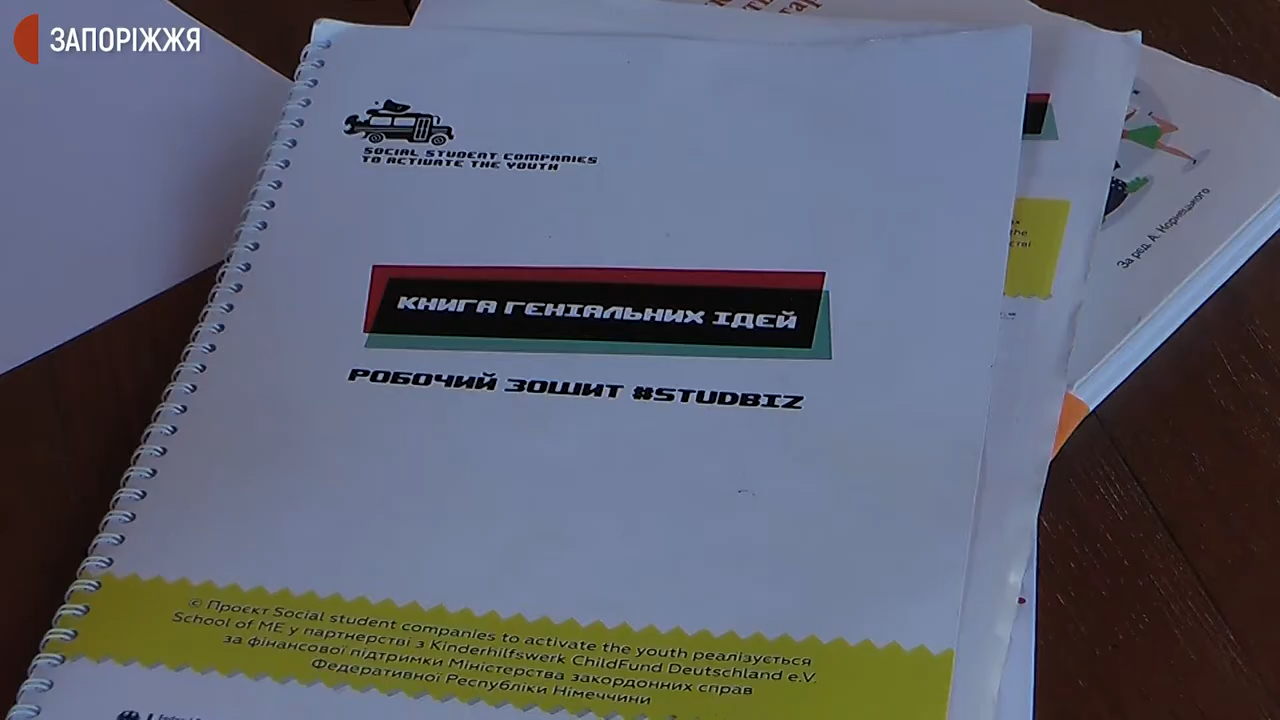 ЗАПОРІЖЖЯ
SOCIAL STUDENT COMPANIES
TO ACTIVATE THE YOUTH
КНИГА ГЕНІАЛЬНИХ ІДЕЙ
РОБОЧИЙ ЗОШИТ #STUDBIZ
© Проєкт Social student companies to activate the youth реалізується
School of ME у партнерстві з Kinderhilfswerk ChildFund Deutschland e.V.
за фінансової підтримки Міністерства закордонних справ
Федеративної Республіки Німеччини
За ред. А. Корнецького